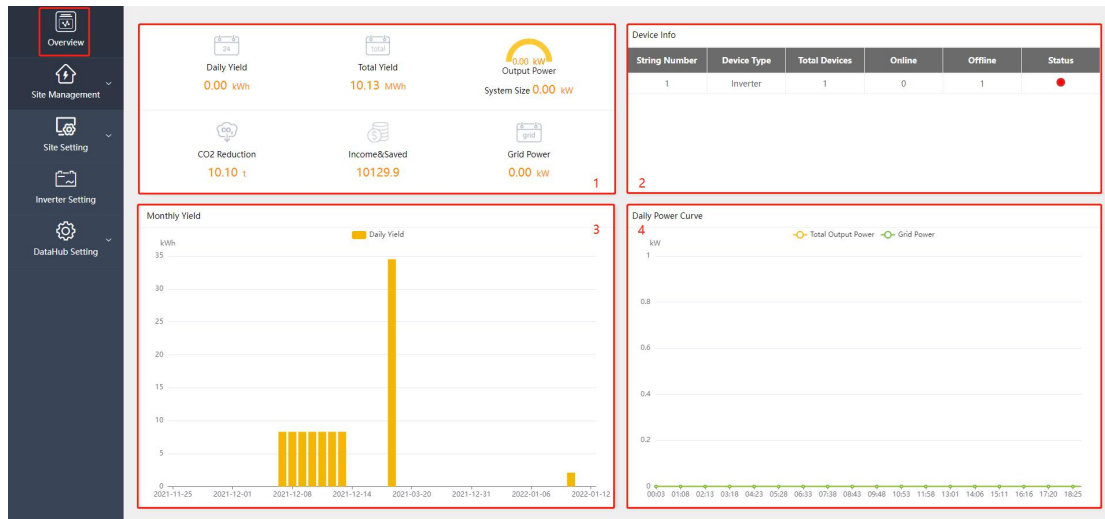 Overview
Site Management
Site Setting
Inverter Setting
DataHub Setting
24
Daily Yield
0.00 kWh
total
Total Yield
10.13 MWh
0.00 kW
Output Power
System Size 0.00 kW
CO2
CO2 Reduction
10.10 t
Income&Saved
10129.9
grid
Grid Power
0.00 kW
1
Device Info
String Number Device Type Total Devices Online Offline Status
1 Inverter 1 0 1
2
Monthly Yield
3
Daily Yield
kWh
35
30
25
20
15
10
5
0
2021-11-25 2021-12-01 2021-12-08 2021-12-14 2021-03-20 2021-12-31 2022-01-06 2022-01-12
Daily Power Curve
4
Total Output Power Grid Power
kW
1
0.8
0.6
0.4
0.2
0
00:03 01:08 02:13 03:18 04:23 05:28 06:33 07:38 08:43 09:48 10:53 11:58 13:01 14:06 15:11 16:16 17:20 18:25